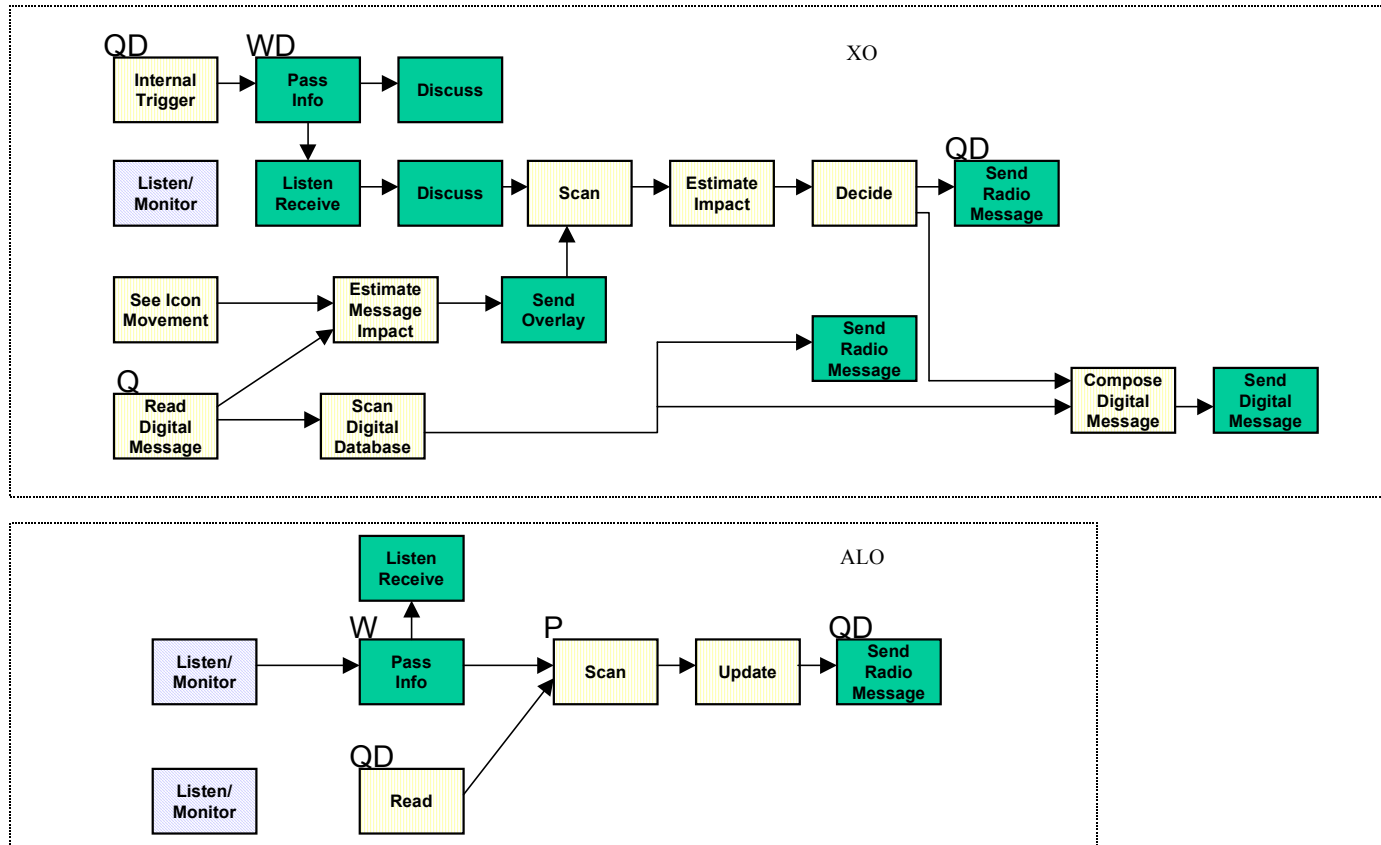 QD
WD
XO
Internal
Trigger
Pass
Info
Discuss
QD
Listen/
Monitor
Listen
Receive
Discuss
Scan
Estimate
Impact
Decide
Send
Radio
Message
See Icon
Movement
Estimate
Message
Impact
Send
Overlay
Send
Radio
Message
Q
Read
Digital
Message
Scan
Digital
Database
Compose
Digital
Message
Send
Digital
Message
Listen
Receive
ALO
W
P
QD
Listen/
Monitor
Pass
Info
Scan
Update
Send
Radio
Message
QD
Listen/
Monitor
Read